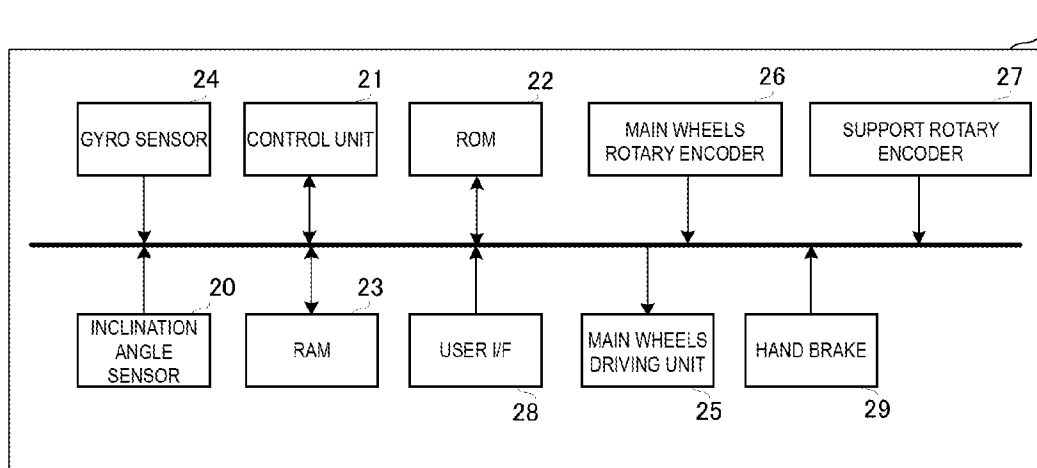 24
21
22
26
27
GYRO SENSOR
CONTROL UNIT
ROM
MAIN WHEELS
ROTARY ENCODER
SUPPORT ROTARY
ENCODER
20
23
INCLINATION
ANGLE
SENSOR
RAM
USER I/F
MAIN WHEELS
DRIVING UNIT
HAND BRAKE
28
25
29